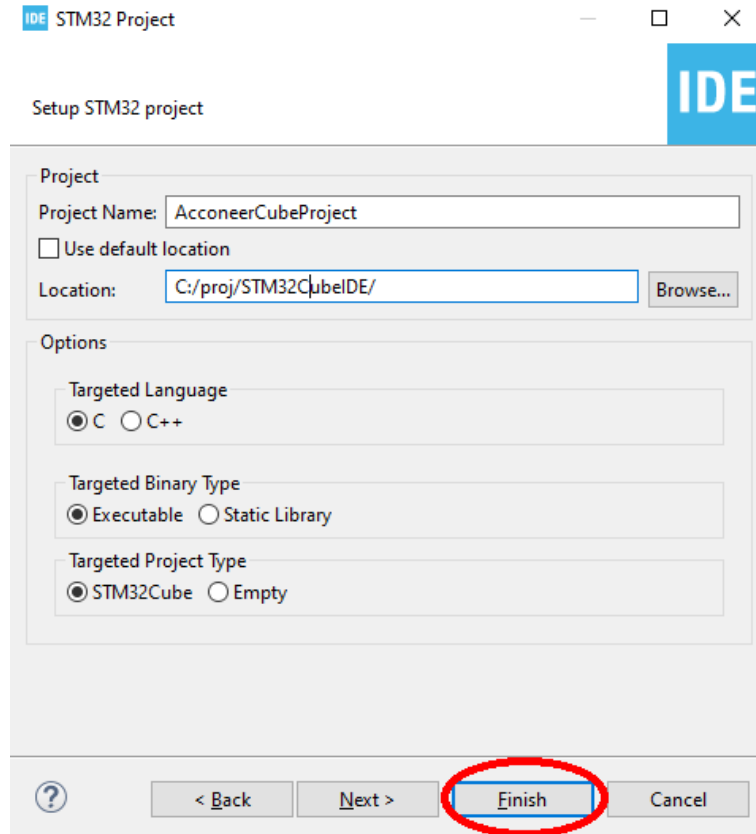 IDE STM32 Project
IDE
Setup STM32 project
Project
Project Name: AcconeerCubeProject
Use default location
Location: C:/proj/STM32CubeIDE/ Browse...
Options
Targeted Language
C C++
Targeted Binary Type
Executable Static Library
Targeted Project Type
STM32Cube Empty
? < Back Next > Finish Cancel